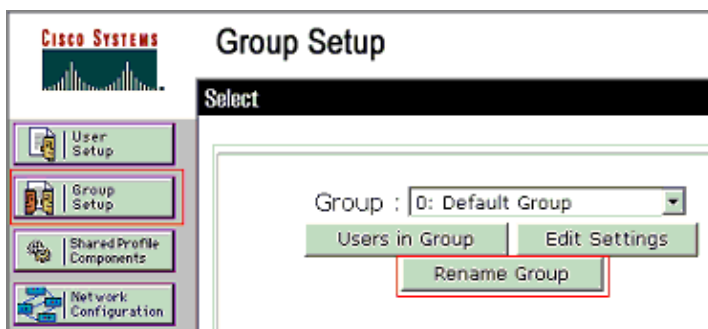 CISCO SYSTEMS
Group Setup
Select
User
Setup
Group
Setup
Shared Profile
Components
Network
Configuration
Group : 0: Default Group
Users in Group Edit Settings
Rename Group